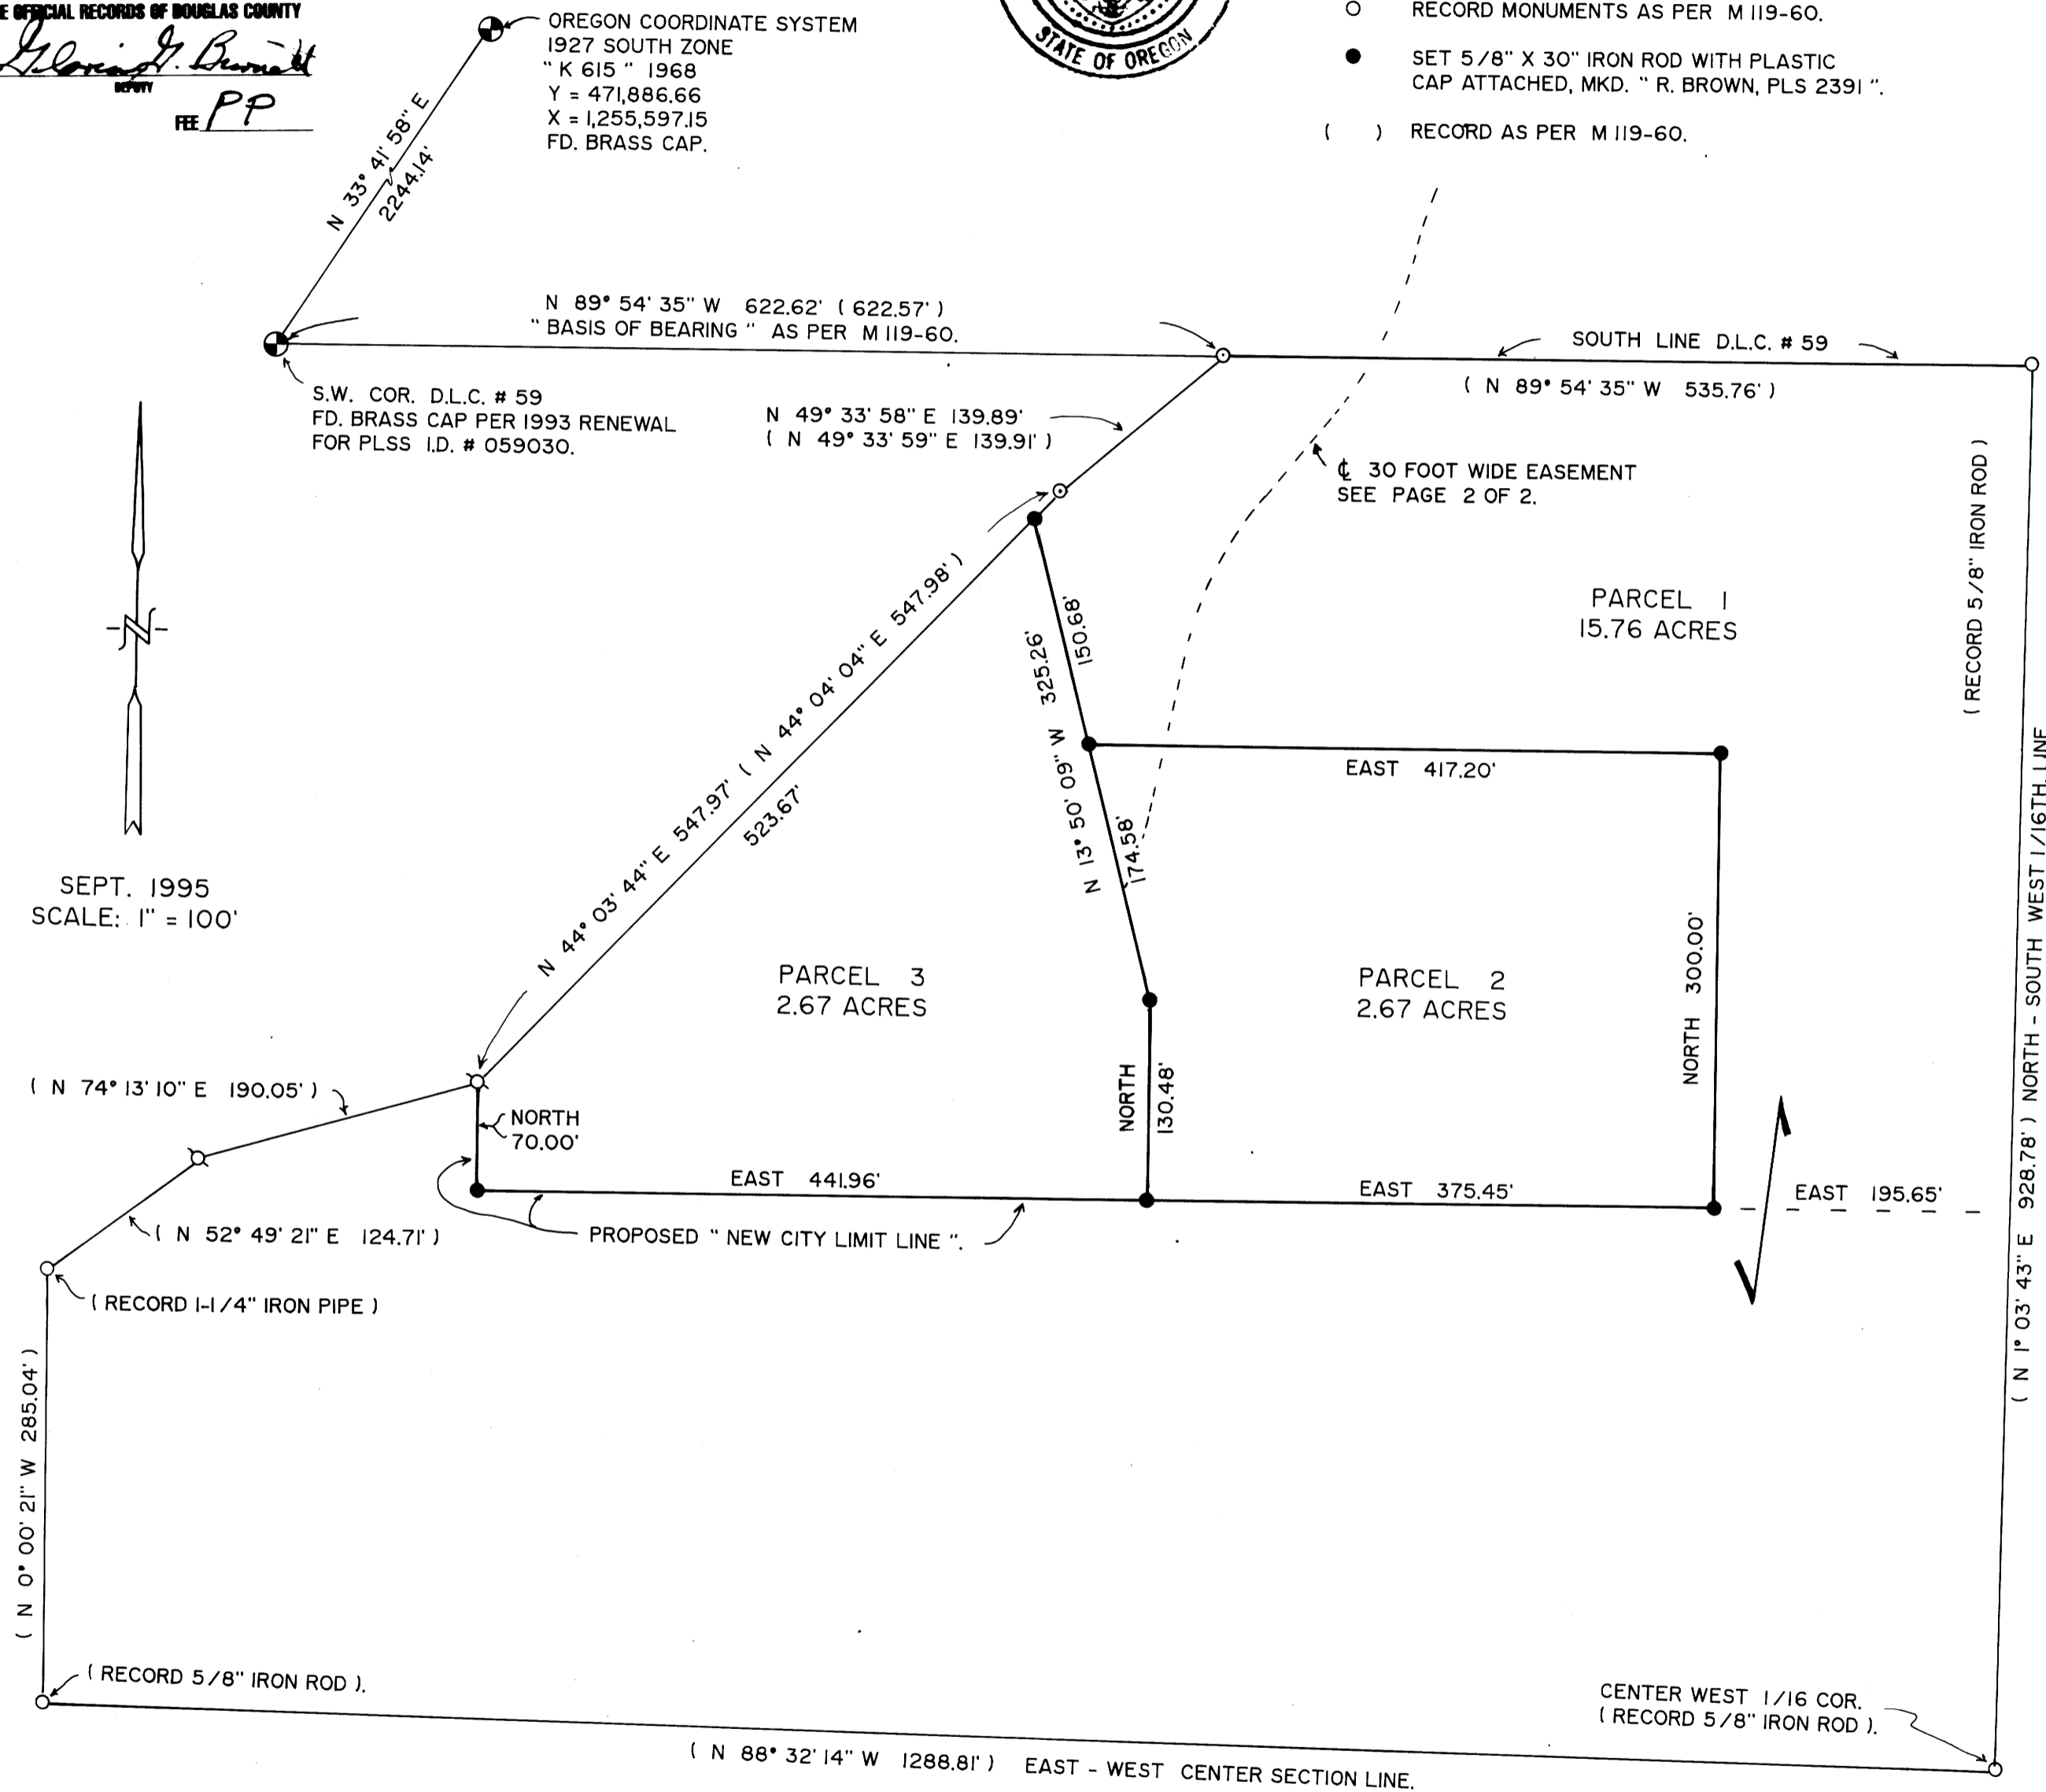 OFFICIAL RECORDS OF DOUGLAS COUNTY
DEPUTY
FEE PP
OREGON COORDINATE SYSTEM
1927 SOUTH ZONE
" K 615 " 1968
Y = 471,886.66
X = 1,255,597.15
FD. BRASS CAP.
STATE OF OREGON
RECORD MONUMENTS AS PER M 119-60.
SET 5/8" X 30" IRON ROD WITH PLASTIC
CAP ATTACHED, MKD. " R. BROWN, PLS 2391 ".
( ) RECORD AS PER M 119-60.
N 33° 41' 58" E
2244.14'
N 89° 54' 35" W 622.62' ( 622.57' )
" BASIS OF BEARING " AS PER M 119-60.
SOUTH LINE D.L.C. # 59
( N 89° 54' 35" W 535.76' )
S.W. COR. D.L.C. # 59
FD. BRASS CAP PER 1993 RENEWAL
FOR PLSS I.D. # 059030.
N 49° 33' 58" E 139.89'
( N 49° 33' 59" E 139.91' )
℄ 30 FOOT WIDE EASEMENT
SEE PAGE 2 OF 2.
( RECORD 5/8" IRON ROD )
PARCEL 1
15.76 ACRES
N
150.68'
N 13° 50' 09" W 325.26'
174.58'
N 44° 03' 44" E 547.97' ( N 44° 04' 04" E 547.98' )
523.67'
EAST 417.20'
SEPT. 1995
SCALE: 1" = 100'
PARCEL 3
2.67 ACRES
PARCEL 2
2.67 ACRES
NORTH 300.00'
( N 1° 03' 43" E 928.78' ) NORTH - SOUTH WEST 1/16TH. LINE
( N 74° 13' 10" E 190.05' )
NORTH
70.00'
NORTH
130.48'
EAST 441.96'
EAST 375.45'
EAST 195.65'
( N 52° 49' 21" E 124.71' )
PROPOSED " NEW CITY LIMIT LINE ".
( RECORD 1-1/4" IRON PIPE )
( N 0° 00' 21" W 285.04' )
( RECORD 5/8" IRON ROD ).
CENTER WEST 1/16 COR.
( RECORD 5/8" IRON ROD ).
( N 88° 32' 14" W 1288.81' ) EAST - WEST CENTER SECTION LINE.